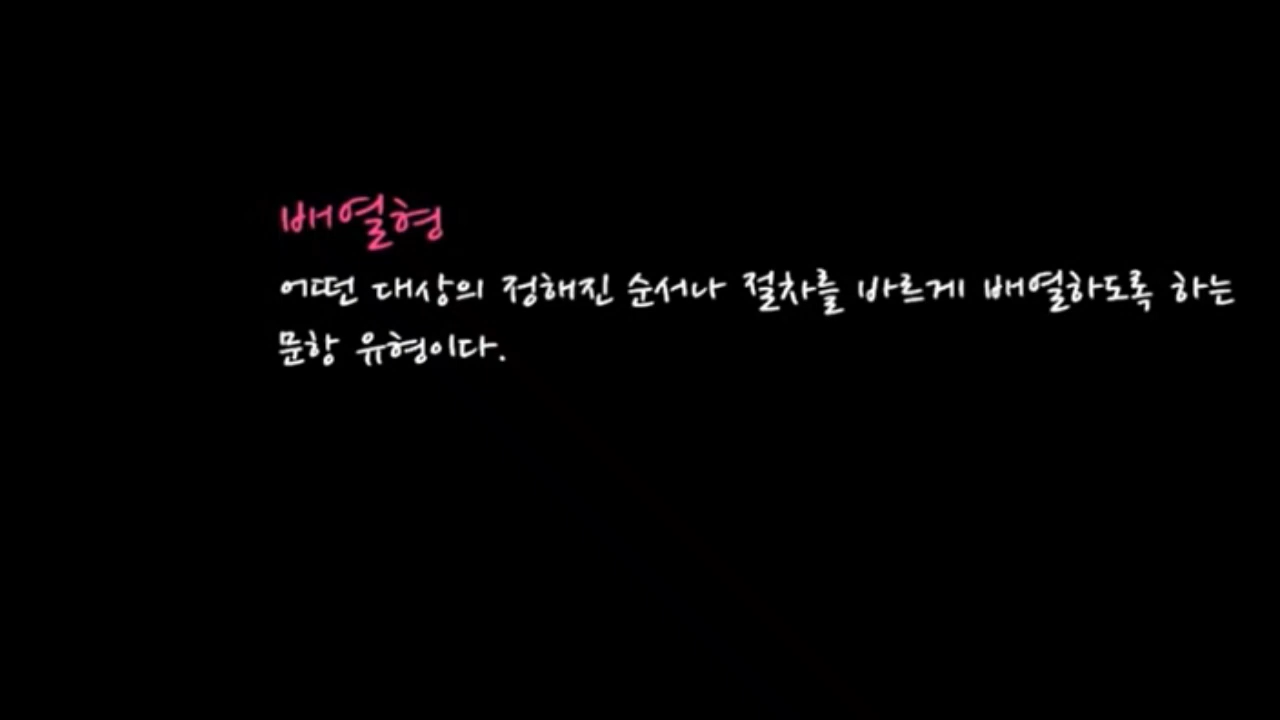 배열형
어떤 대상의 정해진 순서나 절차를 바르게 배열하도록 하는
문항 유형이다.